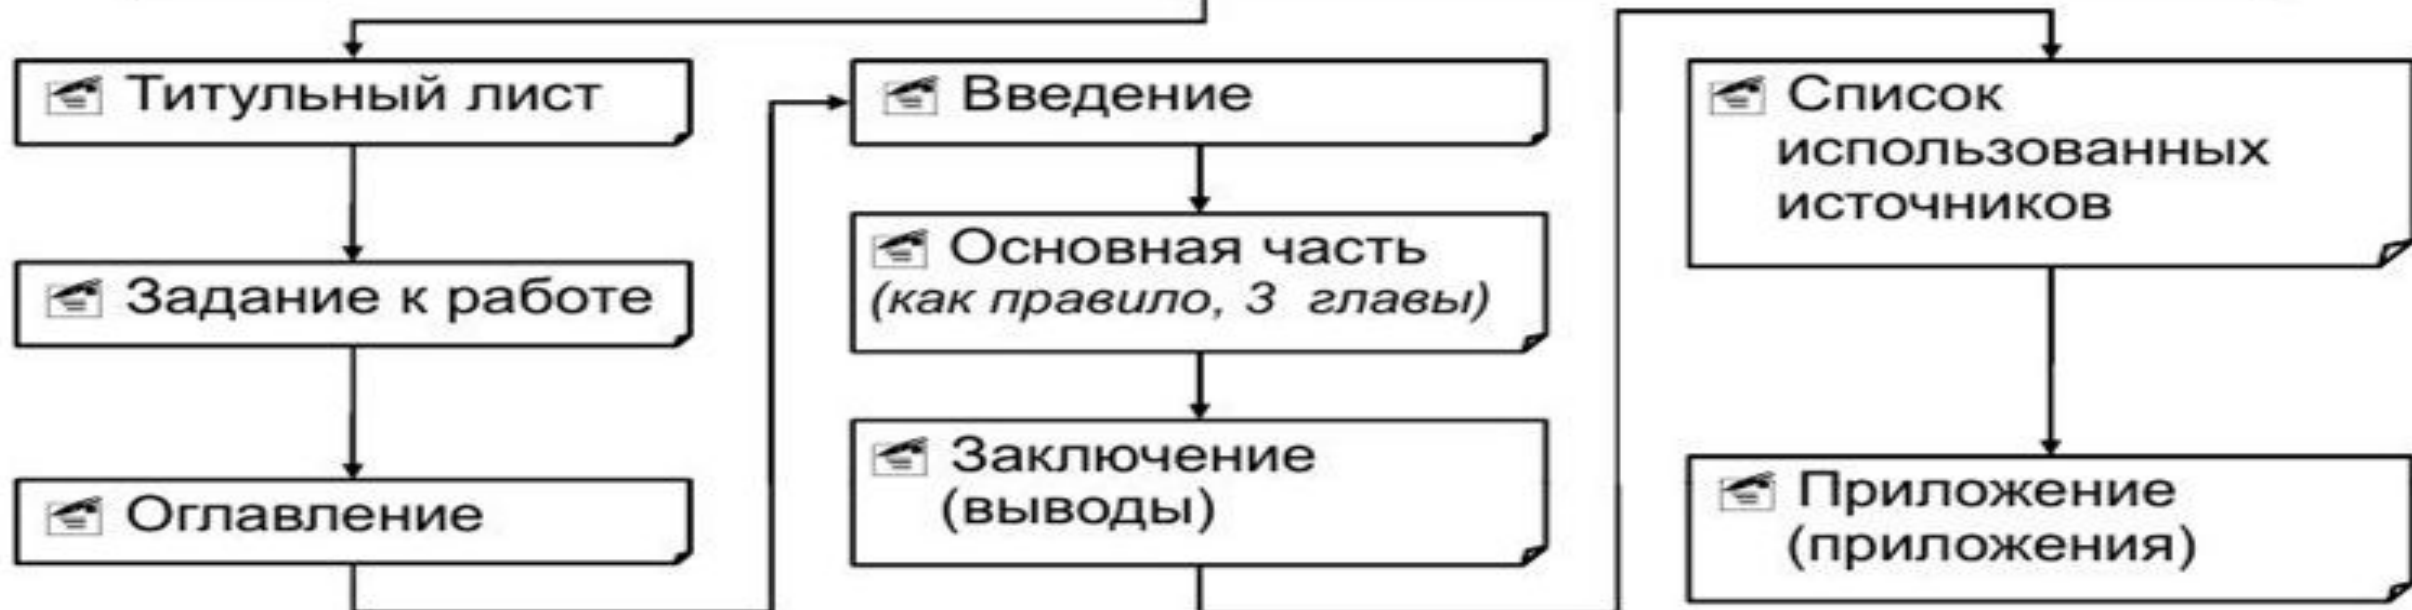 Титульный лист
Задание к работе
Оглавление
Введение
Основная часть
(как правило, 3 главы)
Заключение
(выводы)
Список
использованных
источников
Приложение
(приложения)